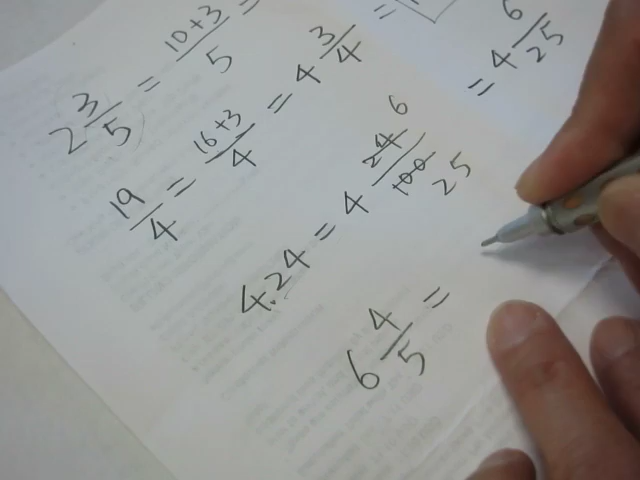 2 3/5 = 10+3/5 =
19/4 = 16+3/4 = 4 3/4 =
4.24 = 4 24/100 6 25 = 4 6/25
6 4/5 =